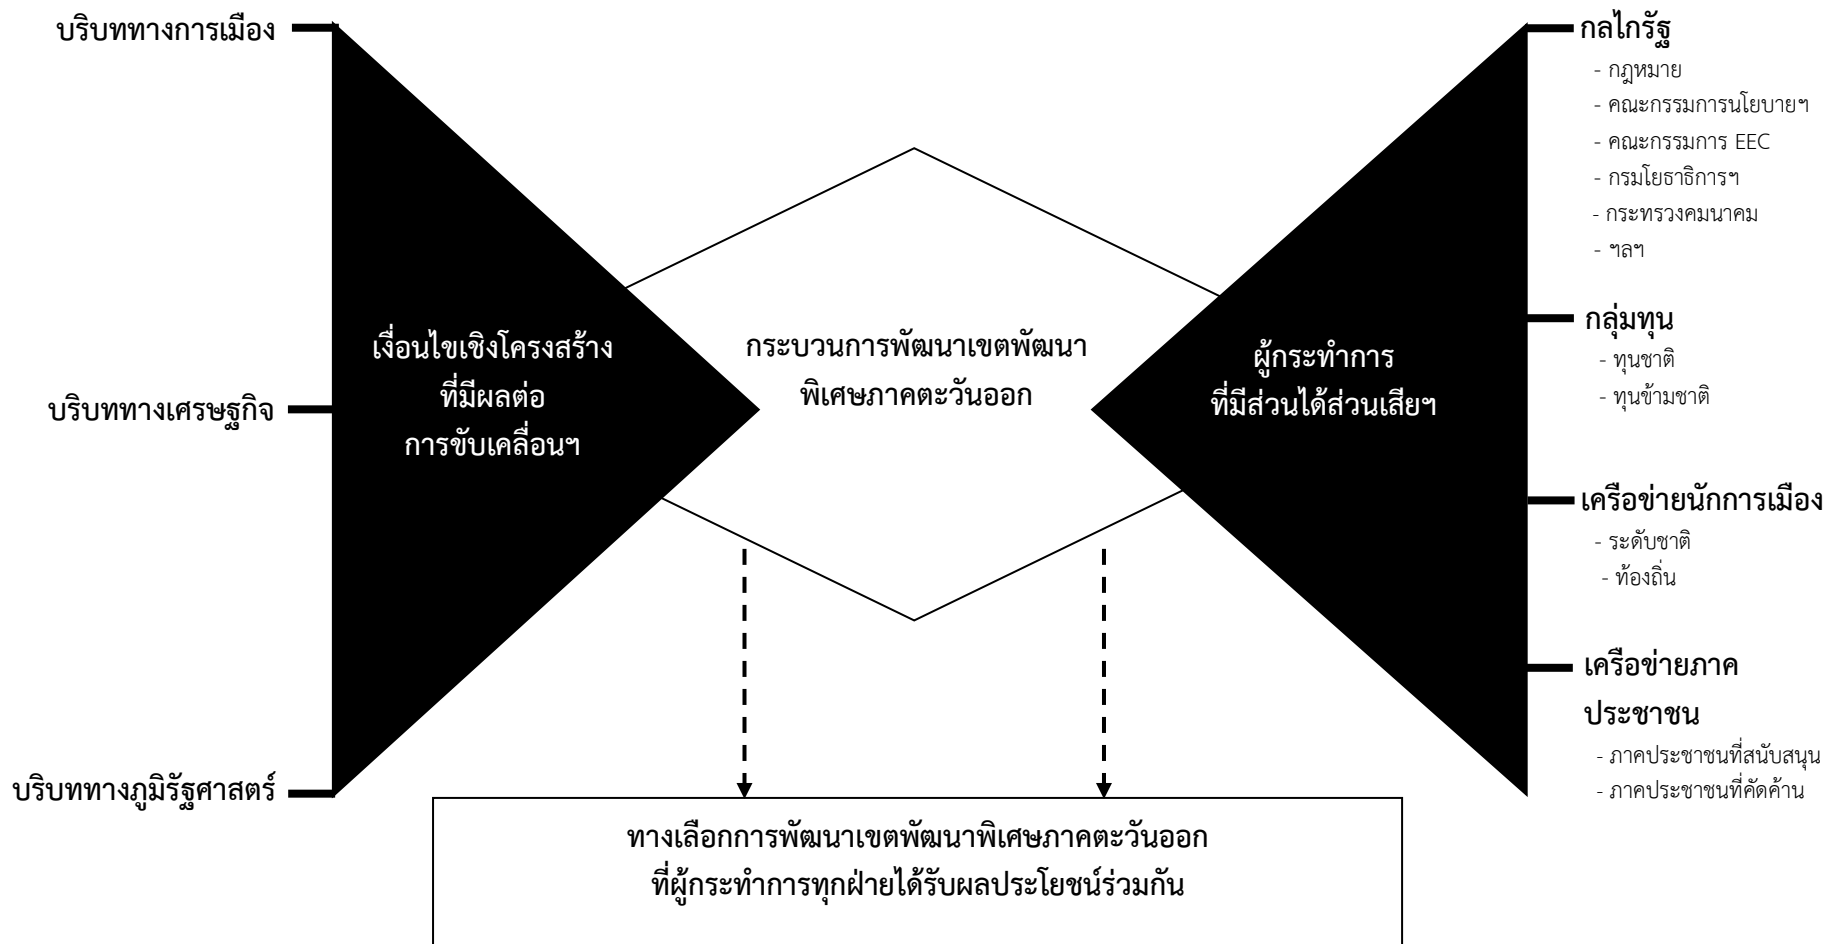 บริบททางการเมือง
บริบททางเศรษฐกิจ
บริบททางภูมิรัฐศาสตร์
เงื่อนไขเชิงโครงสร้าง
ที่มีผลต่อ
การขับเคลื่อนฯ
กระบวนการพัฒนาเขตพัฒนา
พิเศษภาคตะวันออก
ผู้กระทำการ
ที่มีส่วนได้ส่วนเสียฯ
กลไกรัฐ
- กฎหมาย
- คณะกรรมการนโยบายฯ
- คณะกรรมการ EEC
- กรมโยธาธิการฯ
- กระทรวงคมนาคม
- ฯลฯ
กลุ่มทุน
- ทุนชาติ
- ทุนข้ามชาติ
เครือข่ายนักการเมือง
- ระดับชาติ
- ท้องถิ่น
เครือข่ายภาค
ประชาชน
- ภาคประชาชนที่สนับสนุน
- ภาคประชาชนที่คัดค้าน
ทางเลือกการพัฒนาเขตพัฒนาพิเศษภาคตะวันออก
ที่ผู้กระทำการทุกฝ่ายได้รับผลประโยชน์ร่วมกัน